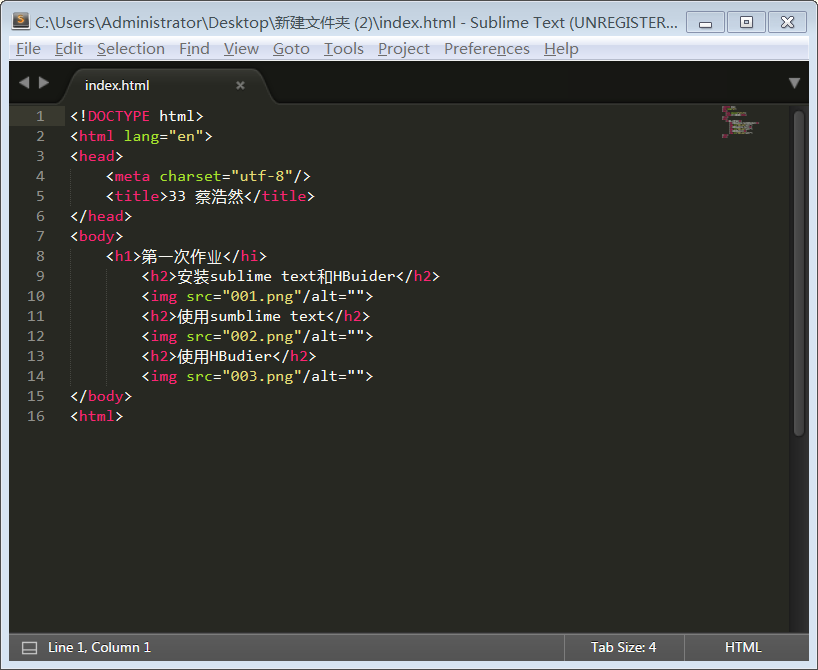 C:\Users\Administrator\Desktop\新建文件夹 (2)\index.html - Sublime Text (UNREGISTER...
File Edit Selection Find View Goto Tools Project Preferences Help
index.html
1 <!DOCTYPE html>
2 <html lang="en">
3 <head>
4 <meta charset="utf-8"/>
5 <title>33 蔡浩然</title>
6 </head>
7 <body>
8 <h1>第一次作业</hi>
9 <h2>安装sublime text和HBuider</h2>
10 <img src="001.png"/alt="">
11 <h2>使用sumblime text</h2>
12 <img src="002.png"/alt="">
13 <h2>使用HBudier</h2>
14 <img src="003.png"/alt="">
15 </body>
16 <html>
Line 1, Column 1 Tab Size: 4 HTML